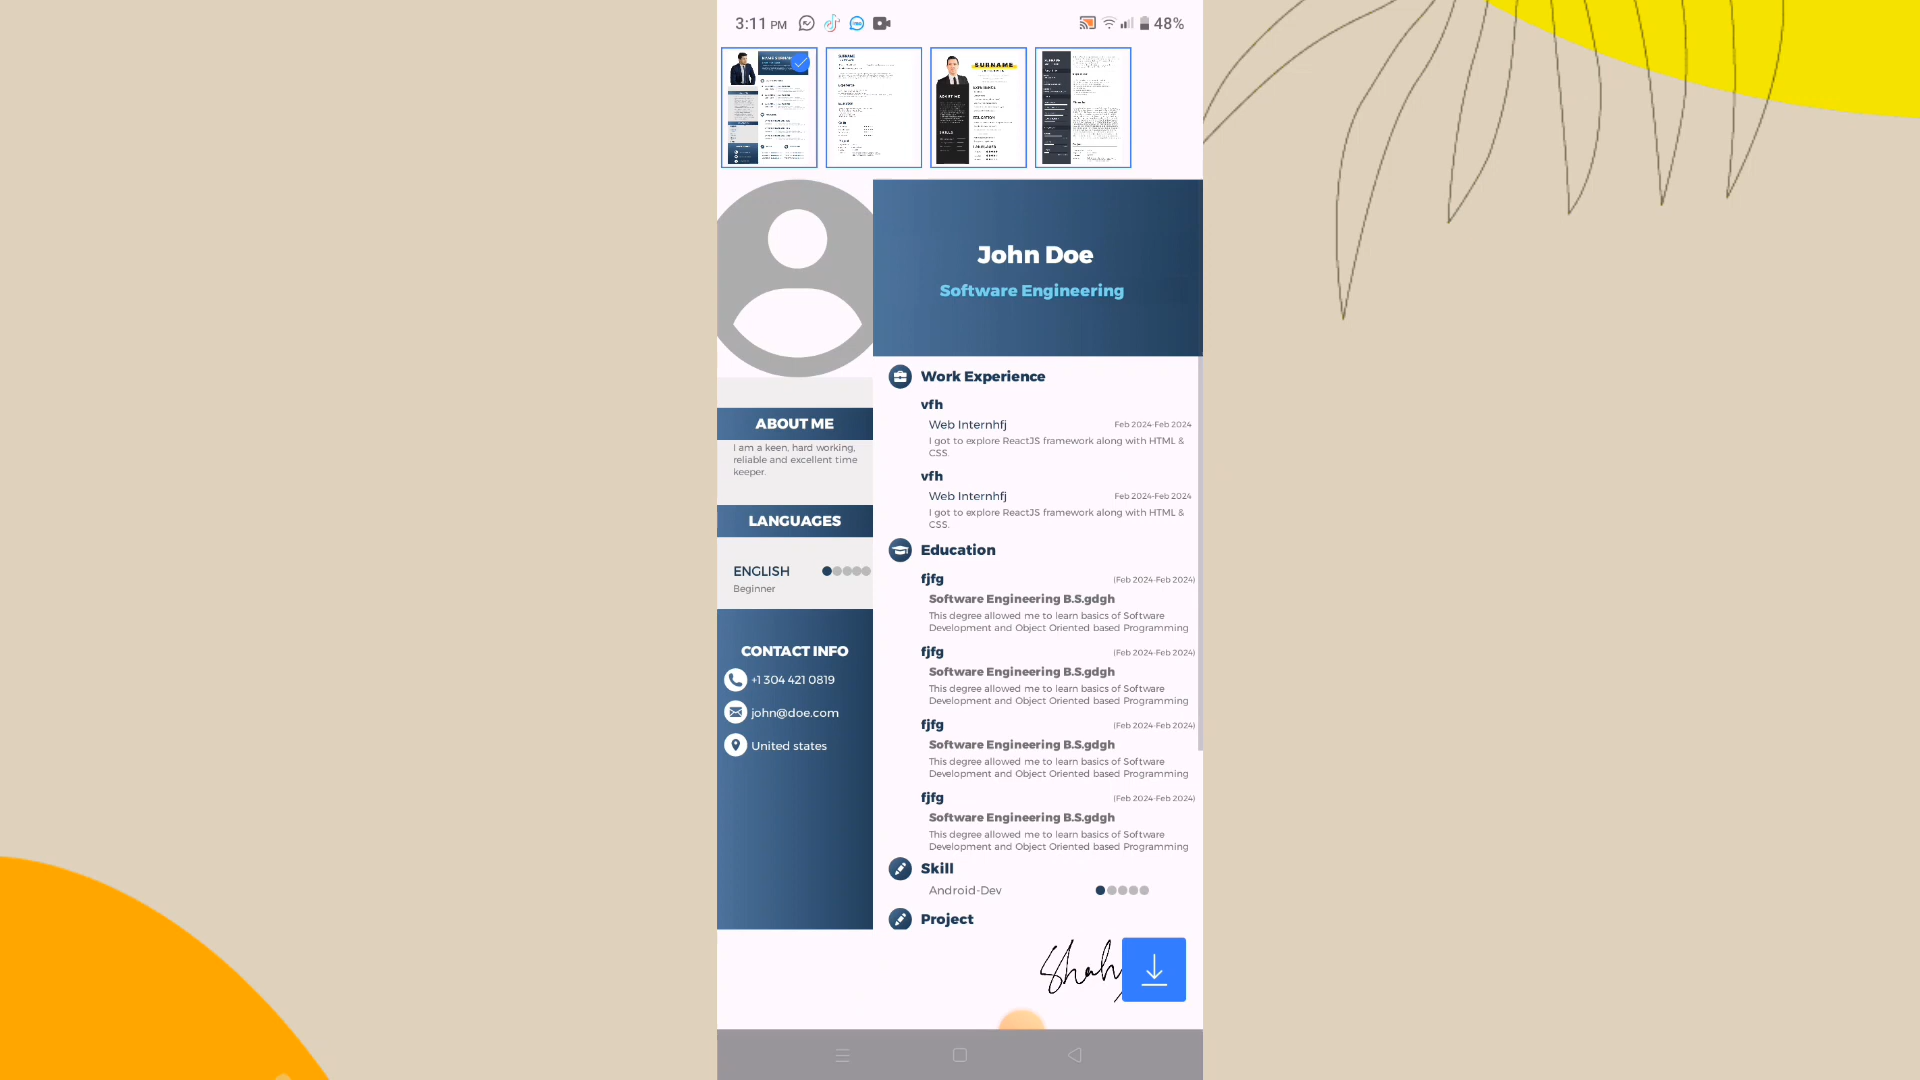 3:11 PM
48%
SURNAME
ABOUT ME
EXPERIENCE
EDUCATION
SKILLS
LANGUAGES
John Doe
Software Engineering
Work Experience
vfh
Web Internhfj Feb 2024-Feb 2024
I got to explore ReactJS framework along with HTML &
CSS.
vfh
Web Internhfj Feb 2024-Feb 2024
I got to explore ReactJS framework along with HTML &
CSS.
Education
fjfg (Feb 2024-Feb 2024)
Software Engineering B.S.gdgh
This degree allowed me to learn basics of Software
Development and Object Oriented based Programming
fjfg (Feb 2024-Feb 2024)
Software Engineering B.S.gdgh
This degree allowed me to learn basics of Software
Development and Object Oriented based Programming
fjfg (Feb 2024-Feb 2024)
Software Engineering B.S.gdgh
This degree allowed me to learn basics of Software
Development and Object Oriented based Programming
fjfg (Feb 2024-Feb 2024)
Software Engineering B.S.gdgh
This degree allowed me to learn basics of Software
Development and Object Oriented based Programming
Skill
Android-Dev
Project
ABOUT ME
I am a keen, hard working,
reliable and excellent time
keeper.
LANGUAGES
ENGLISH
Beginner
CONTACT INFO
+1 304 421 0819
john@doe.com
United states